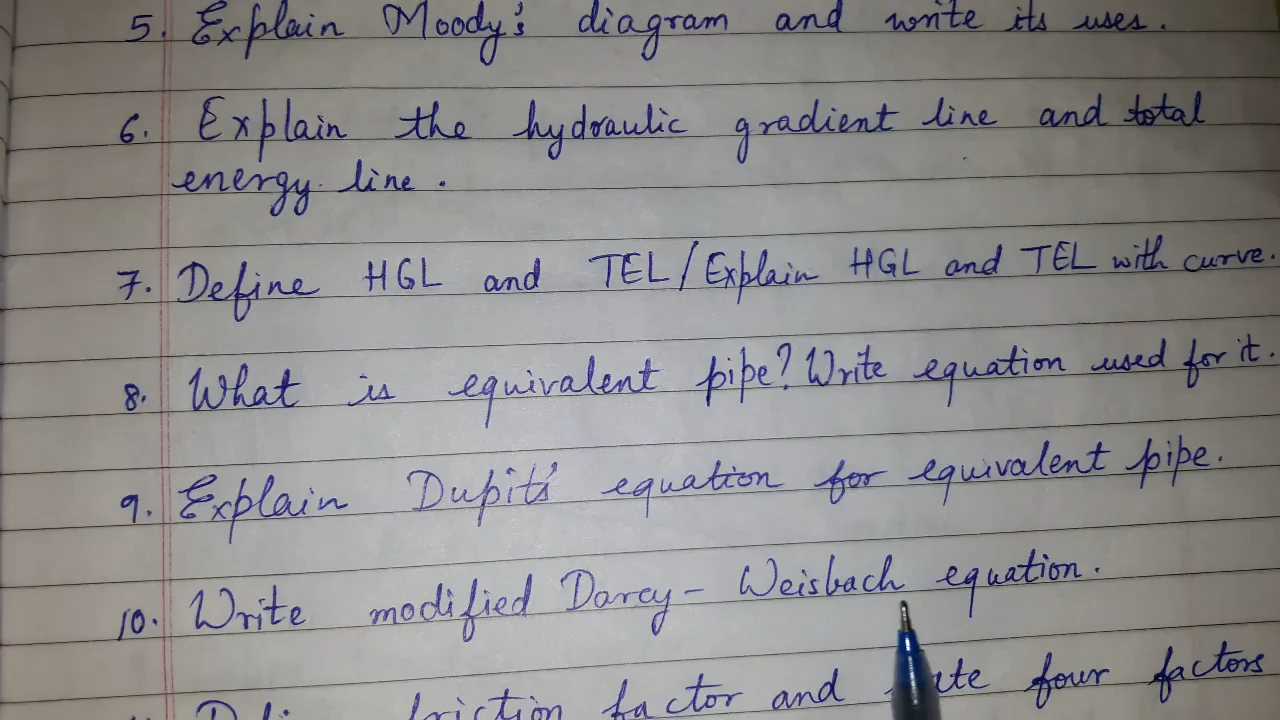 5. Explain Moody's diagram and write its uses.
6. Explain the hydraulic gradient line and total
energy line.
7. Define HGL and TEL/Explain HGL and TEL with curve.
8. What is equivalent pipe? Write equation used for it.
9. Explain Dupit's equation for equivalent pipe.
10. Write modified Darcy-Weisbach equation.
friction factor and four factors